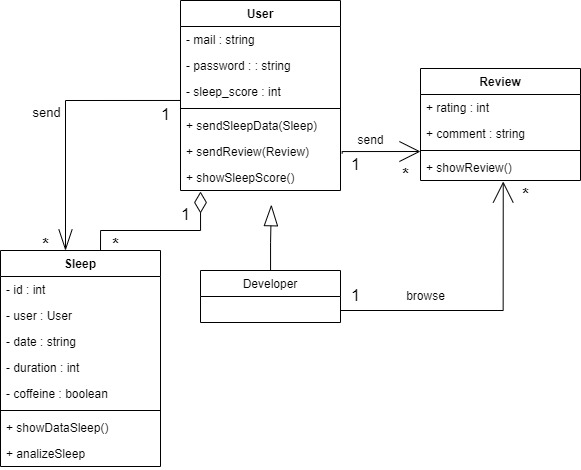 User
- mail : string
- password : : string
- sleep_score : int
+ sendSleepData(Sleep)
+ sendReview(Review)
+ showSleepScore()
Review
+ rating : int
+ comment : string
+ showReview()
send
1
send
1
*
1
*
*
*
Sleep
- id : int
- user : User
- date : string
- duration : int
- coffeine : boolean
+ showDataSleep()
+ analizeSleep
Developer
1
browse